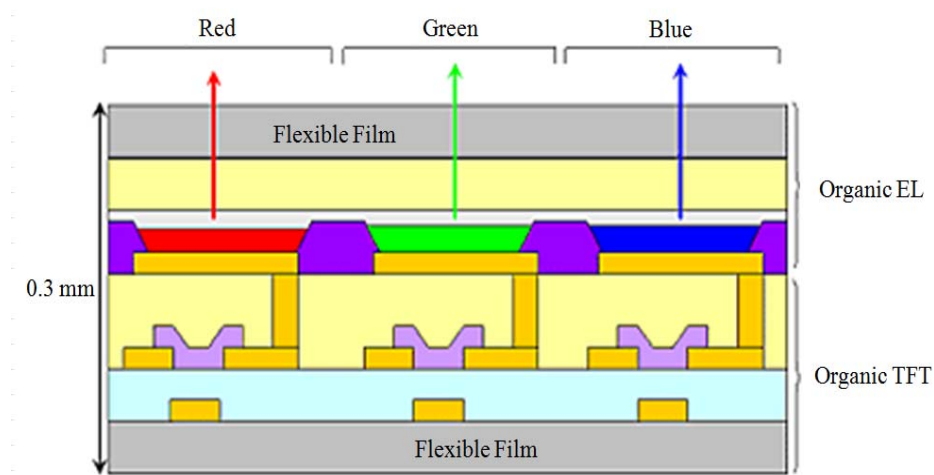 Red
Green
Blue
Flexible Film
Organic EL
0.3 mm
Organic TFT
Flexible Film